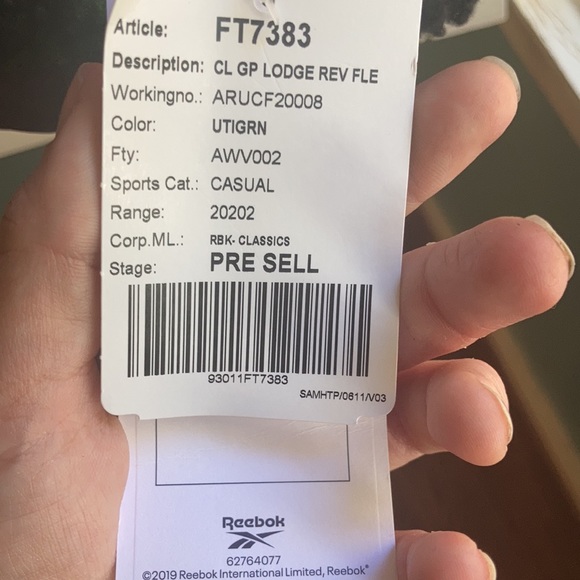 Article: FT7383
Description: CL GP LODGE REV FLE
Workingno.: ARUCF20008
Color: UTIGRN
Fty: AWV002
Sports Cat.: CASUAL
Range: 20202
Corp.ML.: RBK- CLASSICS
Stage: PRE SELL
93011FT7383
SAMHTP/0611/V03
Reebok
62764077
©2019 Reebok International Limited, Reebok®